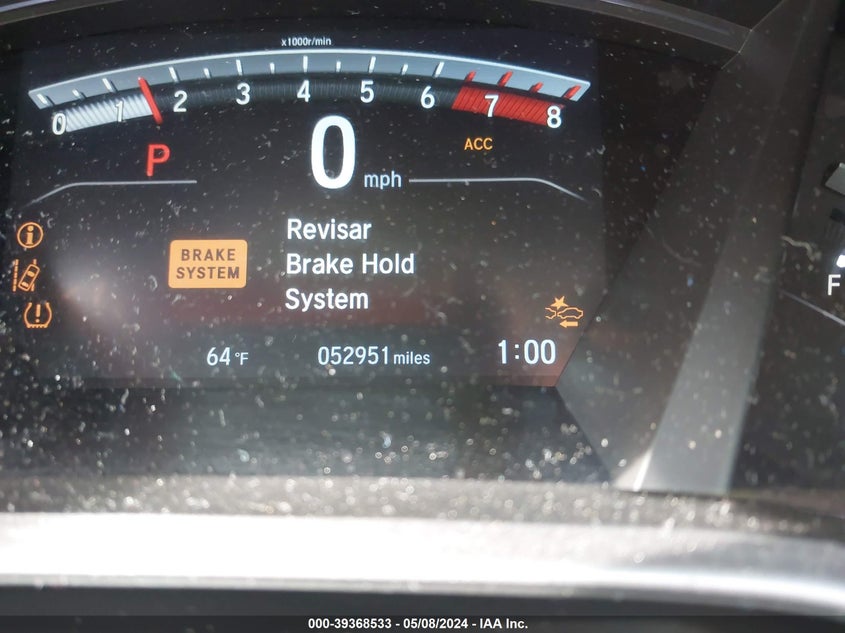 x1000r/min
0 1 2 3 4 5 6 7 8
P
0 mph
ACC
BRAKE
SYSTEM
Revisar
Brake Hold
System
64°F
052951 miles
1:00
F
000-39368533 - 05/08/2024 - IAA Inc.